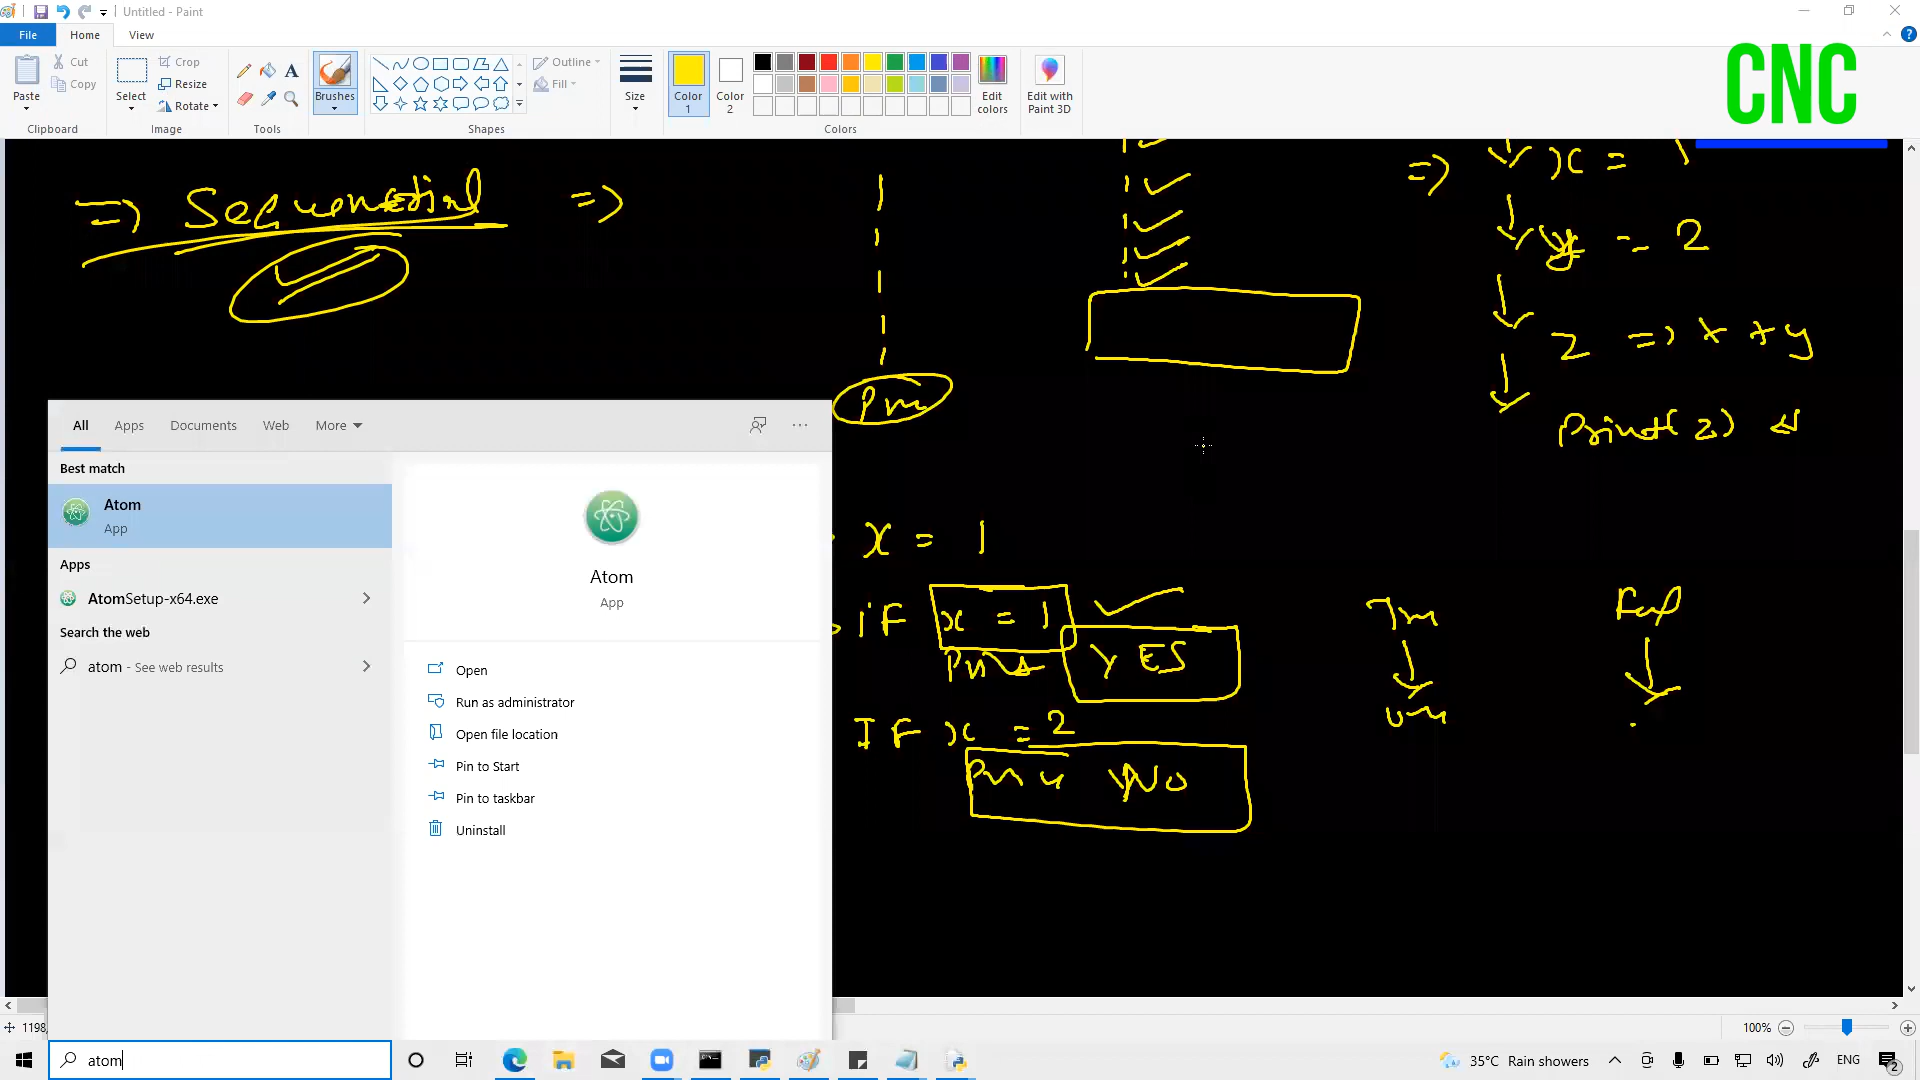 Untitled - Paint
File
Home
View
Paste
Cut
Copy
Clipboard
Select
Crop
Resize
Rotate
Image
Tools
Brushes
Shapes
Outline
Fill
Size
Color 1
Color 2
Colors
Edit colors
Edit with Paint 3D
CNC
=> Sequenctial =>
=> x = 1
y = 2
z => x + y
Print(z)
x = 1
IF x = 1
YES
IF x = 2
NO
All
Apps
Documents
Web
More
Best match
Atom
App
Apps
AtomSetup-x64.exe
Search the web
atom - See web results
Atom
App
Open
Run as administrator
Open file location
Pin to Start
Pin to taskbar
Uninstall
1198,
100%
atom
35°C Rain showers
ENG
2